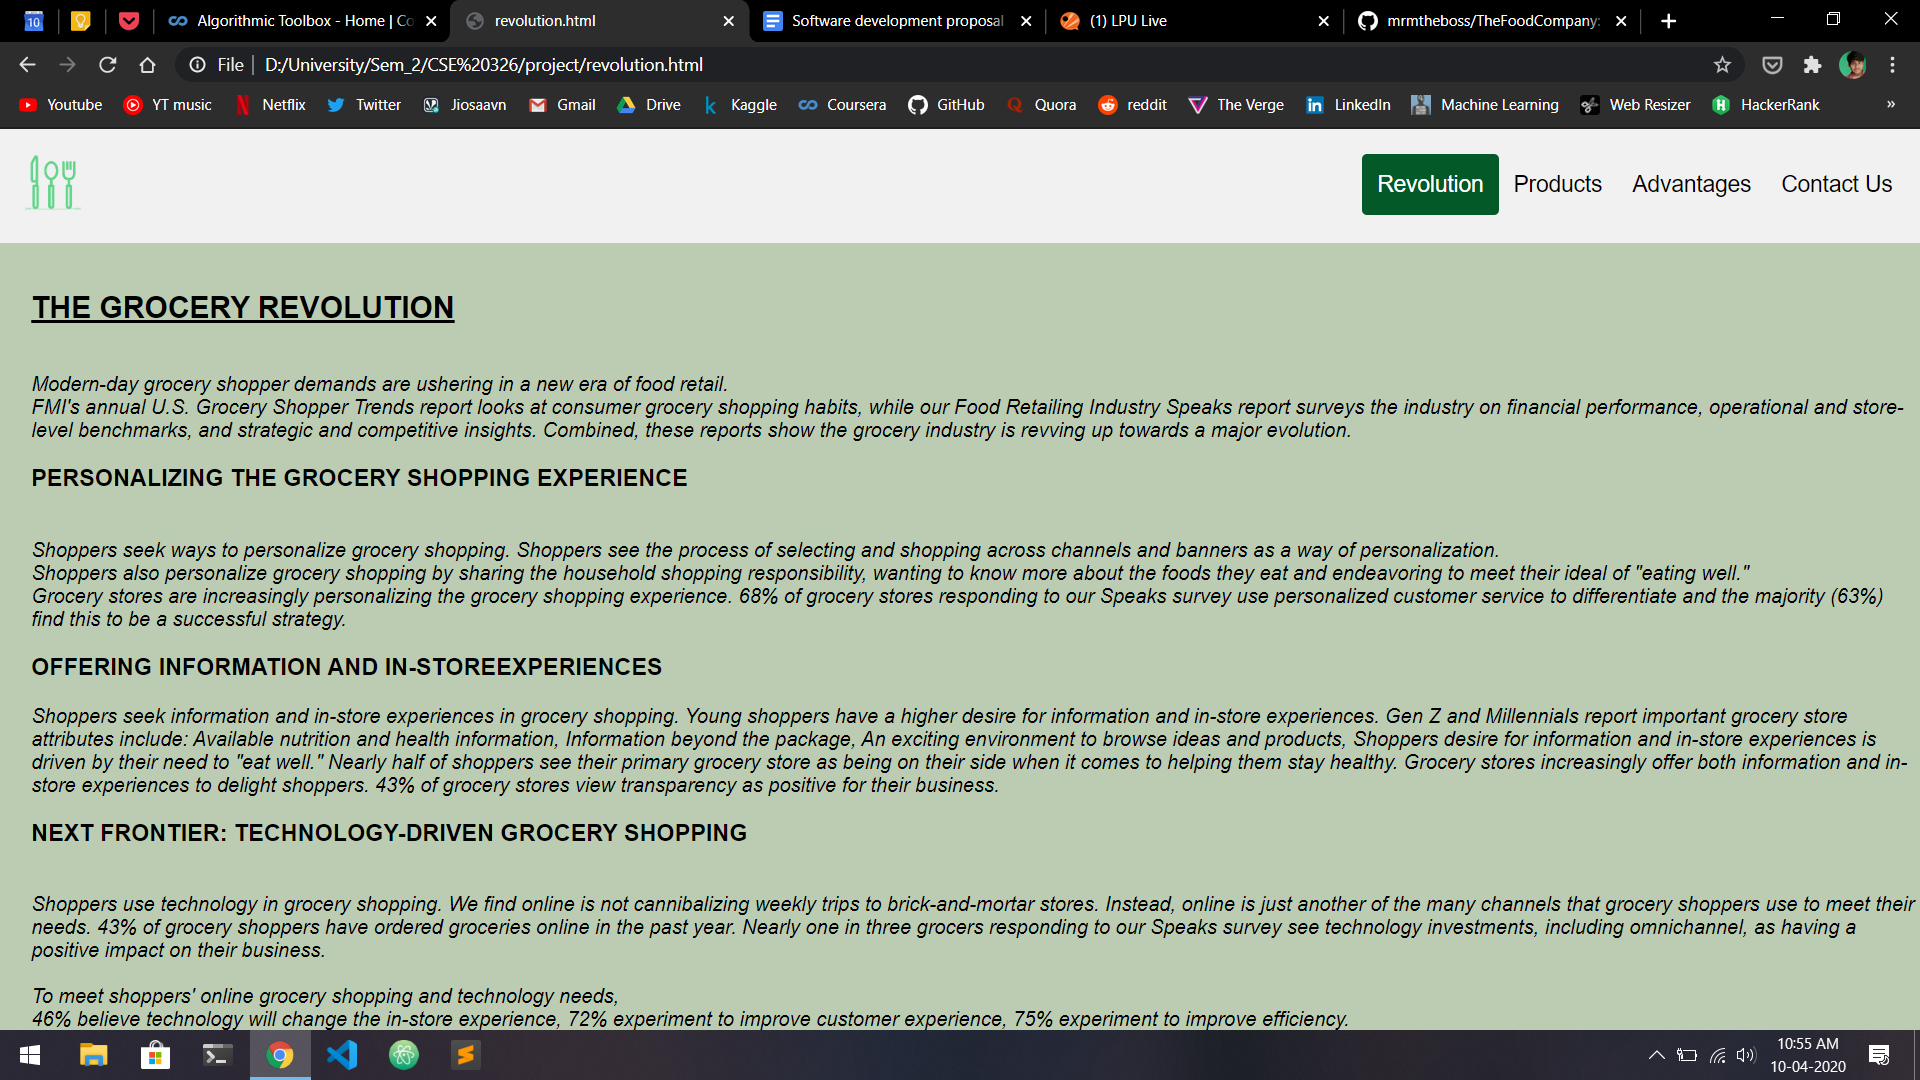 10
Algorithmic Toolbox - Home | Co
revolution.html
Software development proposal
(1) LPU Live
mrmtheboss/TheFoodCompany:
File | D:/University/Sem_2/CSE%20326/project/revolution.html
Youtube YT music Netflix Twitter Jiosaavn Gmail Drive Kaggle Coursera GitHub Quora reddit The Verge LinkedIn Machine Learning Web Resizer HackerRank »
Revolution Products Advantages Contact Us
THE GROCERY REVOLUTION
Modern-day grocery shopper demands are ushering in a new era of food retail.
FMI's annual U.S. Grocery Shopper Trends report looks at consumer grocery shopping habits, while our Food Retailing Industry Speaks report surveys the industry on financial performance, operational and store-
level benchmarks, and strategic and competitive insights. Combined, these reports show the grocery industry is revving up towards a major evolution.
PERSONALIZING THE GROCERY SHOPPING EXPERIENCE
Shoppers seek ways to personalize grocery shopping. Shoppers see the process of selecting and shopping across channels and banners as a way of personalization.
Shoppers also personalize grocery shopping by sharing the household shopping responsibility, wanting to know more about the foods they eat and endeavoring to meet their ideal of "eating well."
Grocery stores are increasingly personalizing the grocery shopping experience. 68% of grocery stores responding to our Speaks survey use personalized customer service to differentiate and the majority (63%)
find this to be a successful strategy.
OFFERING INFORMATION AND IN-STOREEXPERIENCES
Shoppers seek information and in-store experiences in grocery shopping. Young shoppers have a higher desire for information and in-store experiences. Gen Z and Millennials report important grocery store
attributes include: Available nutrition and health information, Information beyond the package, An exciting environment to browse ideas and products, Shoppers desire for information and in-store experiences is
driven by their need to "eat well." Nearly half of shoppers see their primary grocery store as being on their side when it comes to helping them stay healthy. Grocery stores increasingly offer both information and in-
store experiences to delight shoppers. 43% of grocery stores view transparency as positive for their business.
NEXT FRONTIER: TECHNOLOGY-DRIVEN GROCERY SHOPPING
Shoppers use technology in grocery shopping. We find online is not cannibalizing weekly trips to brick-and-mortar stores. Instead, online is just another of the many channels that grocery shoppers use to meet their
needs. 43% of grocery shoppers have ordered groceries online in the past year. Nearly one in three grocers responding to our Speaks survey see technology investments, including omnichannel, as having a
positive impact on their business.
To meet shoppers' online grocery shopping and technology needs,
46% believe technology will change the in-store experience, 72% experiment to improve customer experience, 75% experiment to improve efficiency.
10:55 AM
10-04-2020